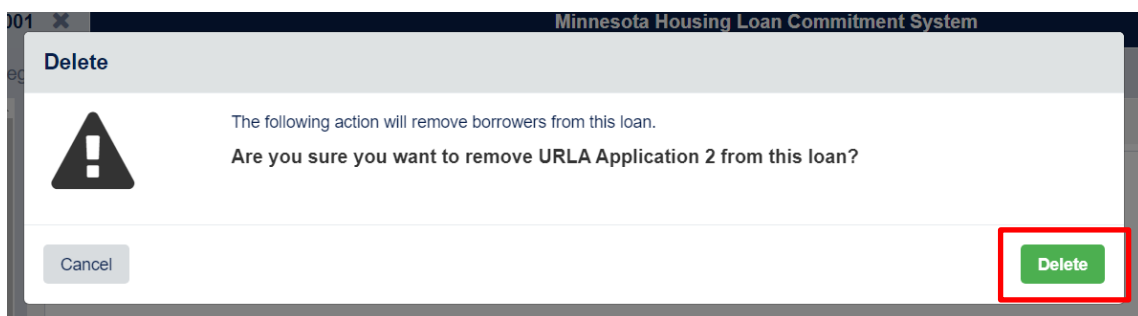 001 Minnesota Housing Loan Commitment System
Delete
The following action will remove borrowers from this loan.
Are you sure you want to remove URLA Application 2 from this loan?
Cancel Delete